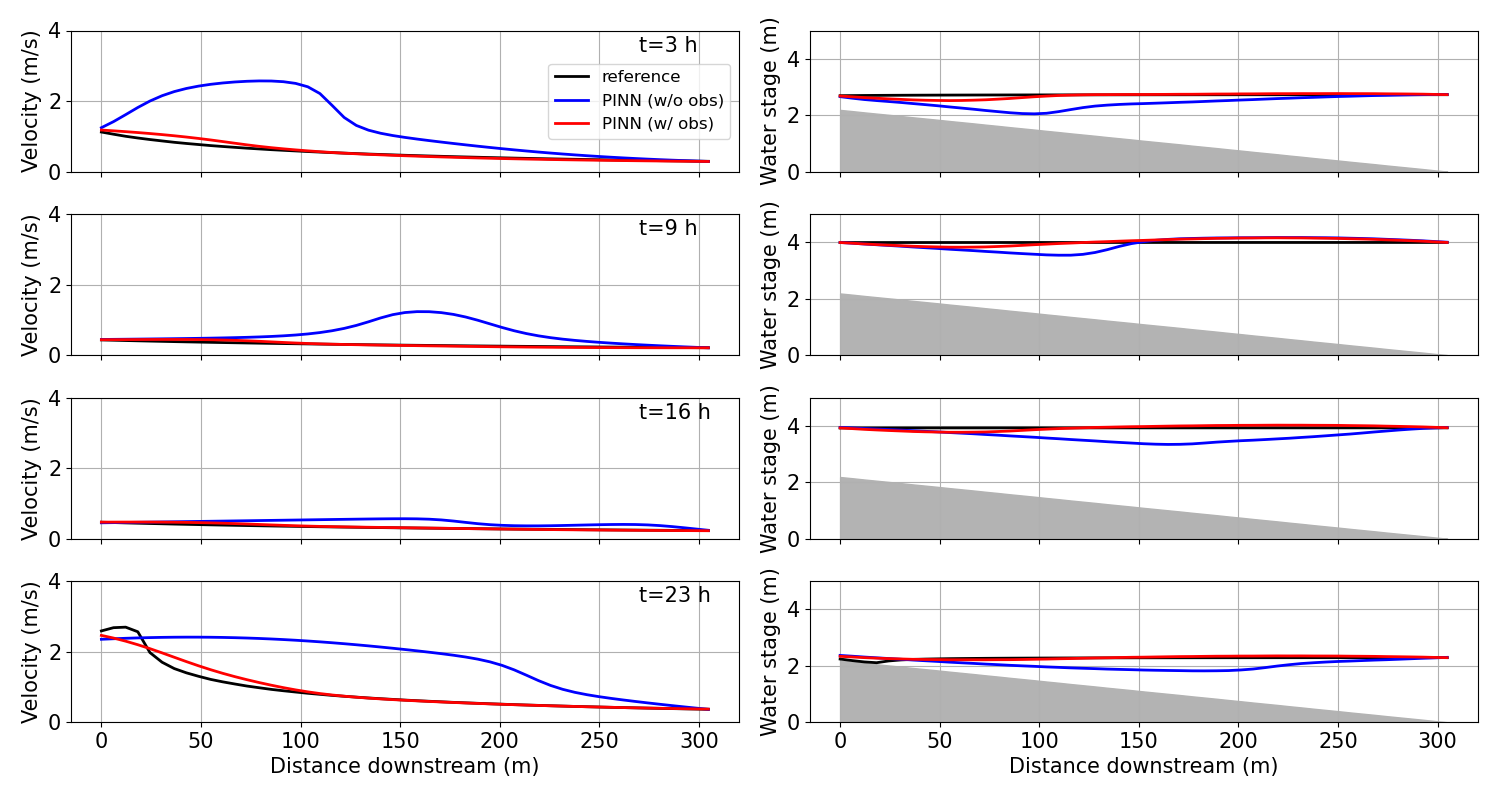 Velocity (m/s)
4
2
0
t=3 h
reference
PINN (w/o obs)
PINN (w/ obs)
Water stage (m)
4
2
0
Velocity (m/s)
4
2
0
t=9 h
Water stage (m)
4
2
0
Velocity (m/s)
4
2
0
t=16 h
Water stage (m)
4
2
0
Velocity (m/s)
4
2
0
t=23 h
0 50 100 150 200 250 300
Distance downstream (m)
Water stage (m)
4
2
0
0 50 100 150 200 250 300
Distance downstream (m)